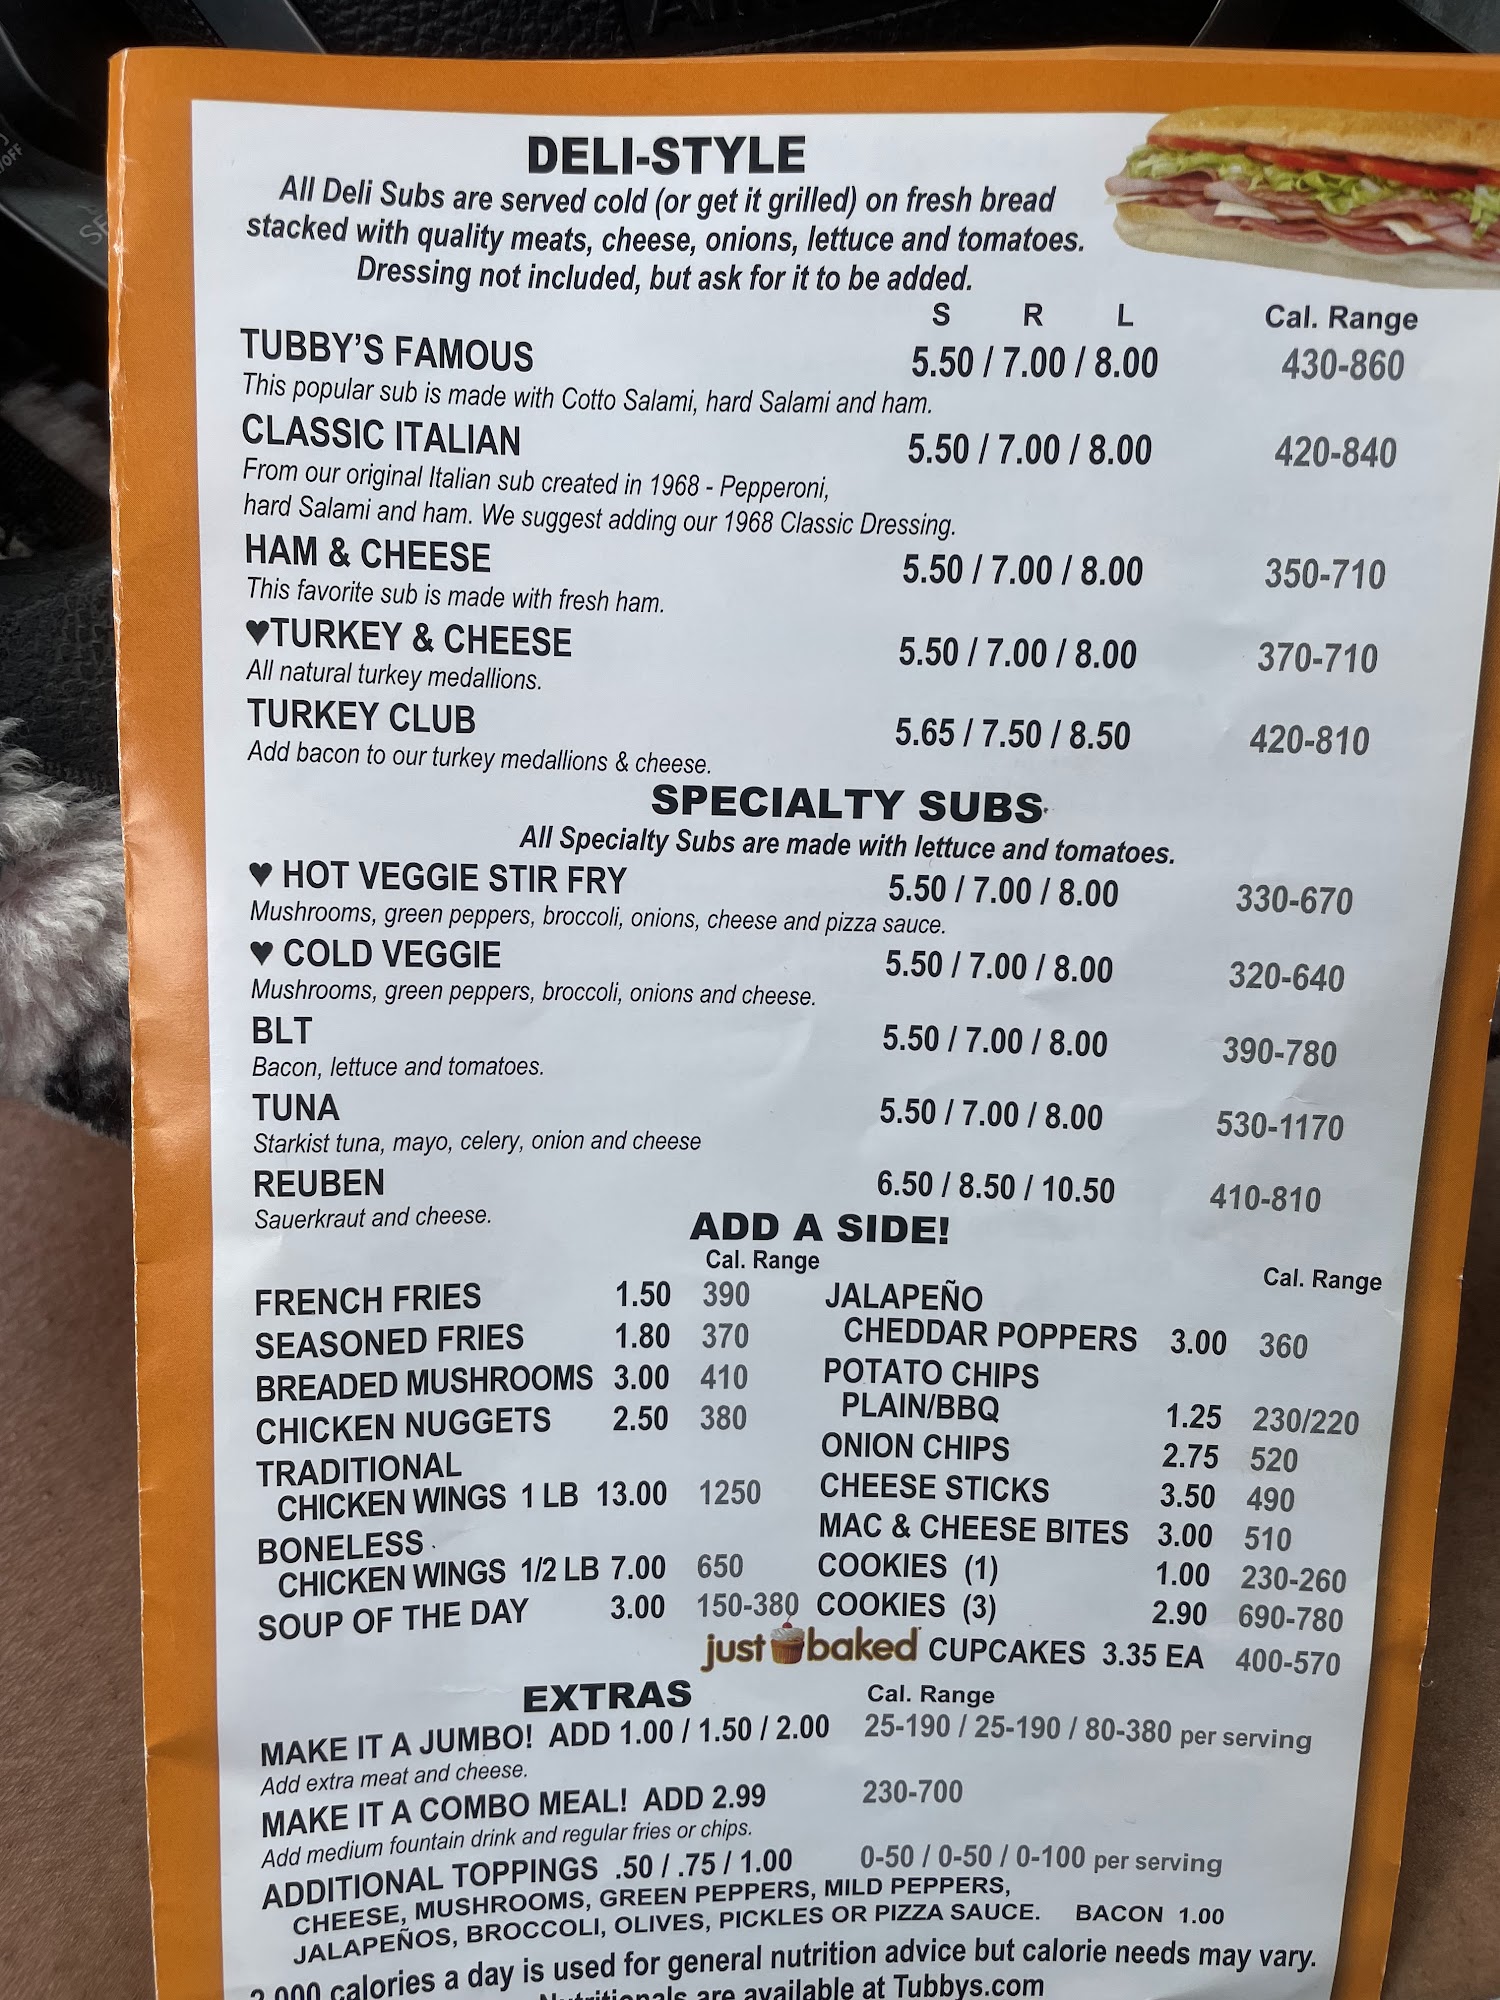 DELI-STYLE
All Deli Subs are served cold (or get it grilled) on fresh bread
stacked with quality meats, cheese, onions, lettuce and tomatoes.
Dressing not included, but ask for it to be added.
S R L Cal. Range
TUBBY'S FAMOUS 5.50 / 7.00 / 8.00 430-860
This popular sub is made with Cotto Salami, hard Salami and ham.
CLASSIC ITALIAN 5.50 / 7.00 / 8.00 420-840
From our original Italian sub created in 1968 - Pepperoni,
hard Salami and ham. We suggest adding our 1968 Classic Dressing.
HAM & CHEESE 5.50 / 7.00 / 8.00 350-710
This favorite sub is made with fresh ham.
♥TURKEY & CHEESE 5.50 / 7.00 / 8.00 370-710
All natural turkey medallions.
TURKEY CLUB 5.65 / 7.50 / 8.50 420-810
Add bacon to our turkey medallions & cheese.
SPECIALTY SUBS
All Specialty Subs are made with lettuce and tomatoes.
♥ HOT VEGGIE STIR FRY 5.50 / 7.00 / 8.00 330-670
Mushrooms, green peppers, broccoli, onions, cheese and pizza sauce.
♥ COLD VEGGIE 5.50 / 7.00 / 8.00 320-640
Mushrooms, green peppers, broccoli, onions and cheese.
BLT 5.50 / 7.00 / 8.00 390-780
Bacon, lettuce and tomatoes.
TUNA 5.50 / 7.00 / 8.00 530-1170
Starkist tuna, mayo, celery, onion and cheese
REUBEN 6.50 / 8.50 / 10.50 410-810
Sauerkraut and cheese.
ADD A SIDE!
Cal. Range
FRENCH FRIES 1.50 390
SEASONED FRIES 1.80 370
BREADED MUSHROOMS 3.00 410
CHICKEN NUGGETS 2.50 380
TRADITIONAL
CHICKEN WINGS 1 LB 13.00 1250
BONELESS
CHICKEN WINGS 1/2 LB 7.00 650
SOUP OF THE DAY 3.00 150-380
Cal. Range
JALAPEÑO
CHEDDAR POPPERS 3.00 360
POTATO CHIPS
PLAIN/BBQ 1.25 230/220
ONION CHIPS 2.75 520
CHEESE STICKS 3.50 490
MAC & CHEESE BITES 3.00 510
COOKIES (1) 1.00 230-260
COOKIES (3) 2.90 690-780
just baked CUPCAKES 3.35 EA 400-570
EXTRAS Cal. Range
MAKE IT A JUMBO! ADD 1.00 / 1.50 / 2.00 25-190 / 25-190 / 80-380 per serving
Add extra meat and cheese.
MAKE IT A COMBO MEAL! ADD 2.99 230-700
Add medium fountain drink and regular fries or chips.
ADDITIONAL TOPPINGS .50 / .75 / 1.00 0-50 / 0-50 / 0-100 per serving
CHEESE, MUSHROOMS, GREEN PEPPERS, MILD PEPPERS,
JALAPEÑOS, BROCCOLI, OLIVES, PICKLES OR PIZZA SAUCE. BACON 1.00
2,000 calories a day is used for general nutrition advice but calorie needs may vary.
Nutritionals are available at Tubbys.com